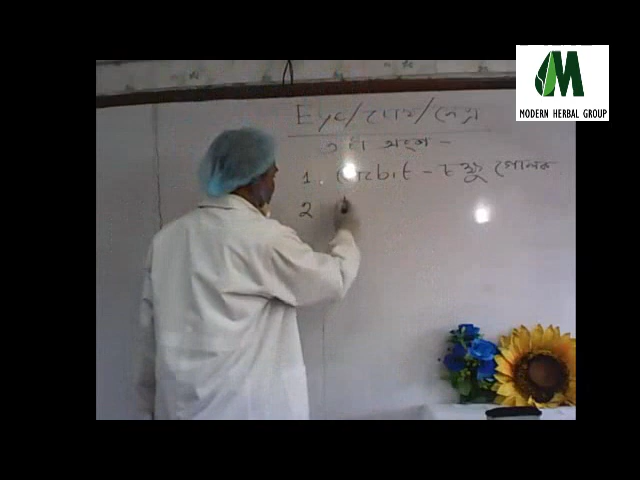 M
MODERN HERBAL GROUP
Eye/চোখ/নেত্র
৩ টি অংশ -
1. Orbit - চক্ষু গোলক
2